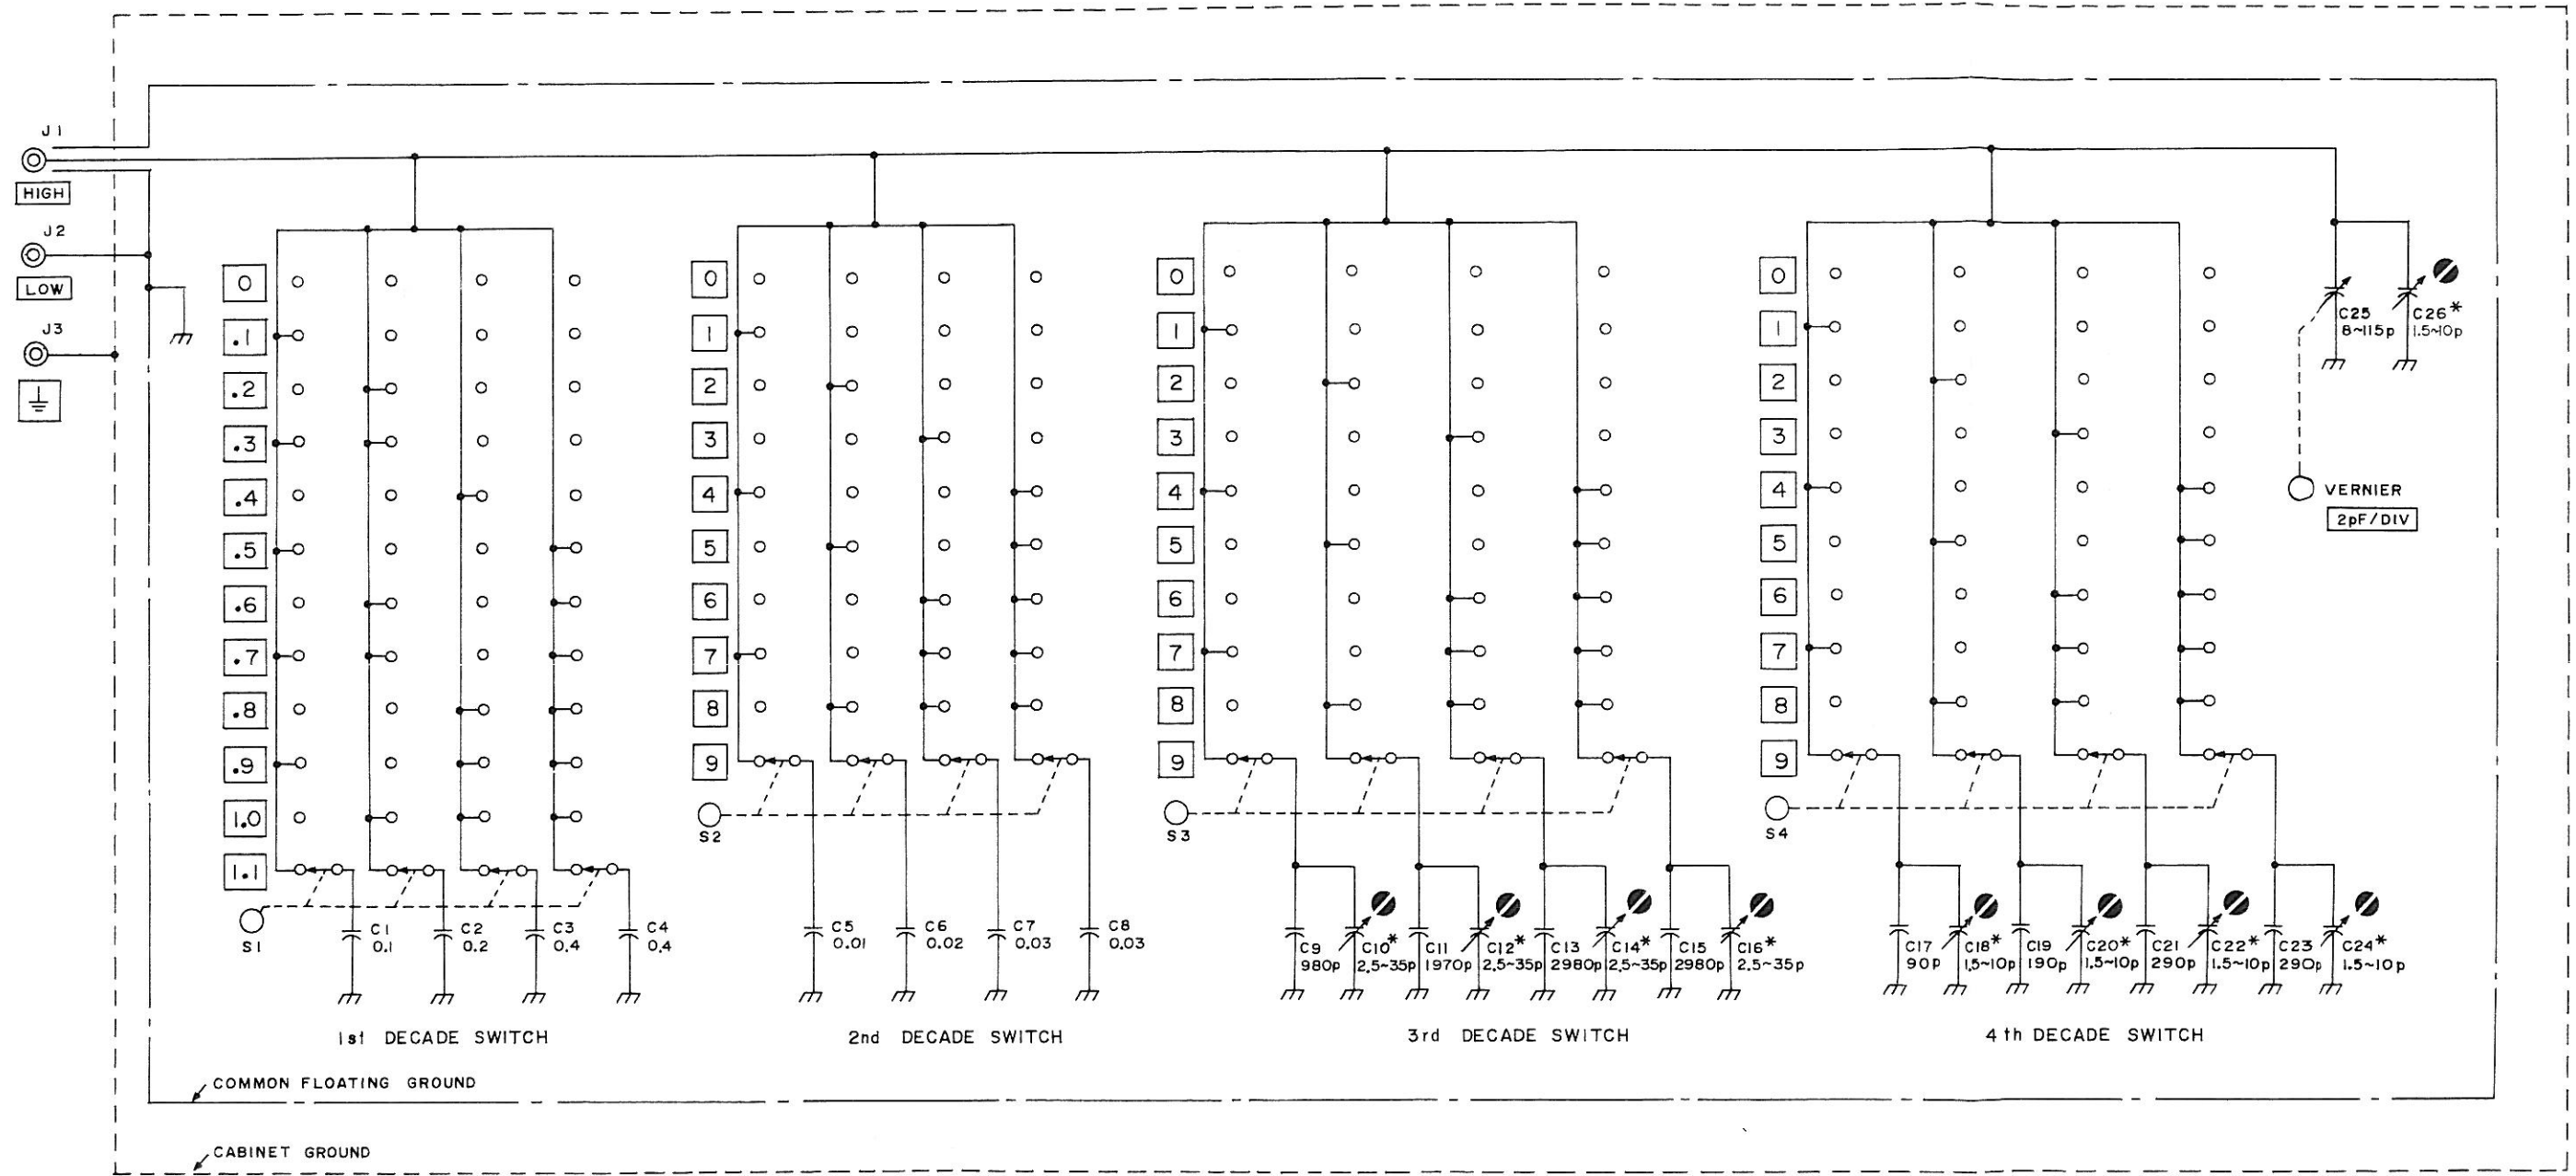 J1
HIGH
J2
LOW
J3
0
.1
.2
.3
.4
.5
.6
.7
.8
.9
1.0
1.1
S1
C1
0.1
C2
0.2
C3
0.4
C4
0.4
1st DECADE SWITCH
0
1
2
3
4
5
6
7
8
9
S2
C5
0.01
C6
0.02
C7
0.03
C8
0.03
2nd DECADE SWITCH
0
1
2
3
4
5
6
7
8
9
S3
C9
980p
C10*
2.5~35p
C11
1970p
C12*
2.5~35p
C13
2980p
C14*
2.5~35p
C15
2980p
C16*
2.5~35p
3rd DECADE SWITCH
0
1
2
3
4
5
6
7
8
9
S4
C17
90p
C18*
1.5~10p
C19
190p
C20*
1.5~10p
C21
290p
C22*
1.5~10p
C23
290p
C24*
1.5~10p
4th DECADE SWITCH
C25
8~115p
C26*
1.5~10p
VERNIER
2pF/DIV
COMMON FLOATING GROUND
CABINET GROUND